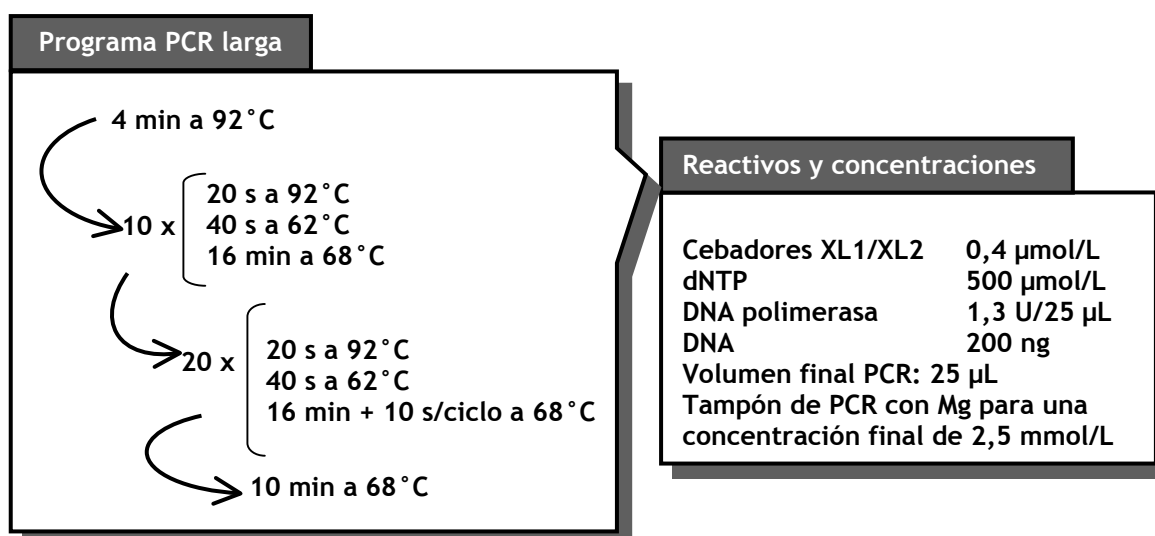 Programa PCR larga
4 min a 92°C
10 x
20 s a 92°C
40 s a 62°C
16 min a 68°C
20 x
20 s a 92°C
40 s a 62°C
16 min + 10 s/ciclo a 68°C
10 min a 68°C
Reactivos y concentraciones
Cebadores XL1/XL2 0,4 µmol/L
dNTP 500 µmol/L
DNA polimerasa 1,3 U/25 µL
DNA 200 ng
Volumen final PCR: 25 µL
Tampón de PCR con Mg para una
concentración final de 2,5 mmol/L